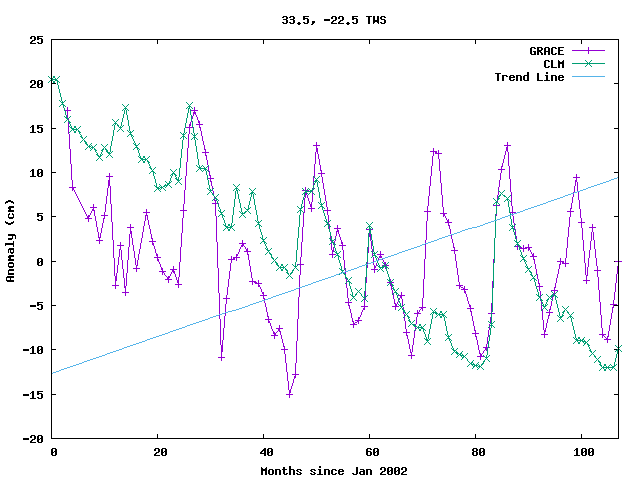 33.5, -22.5 TWS
GRACE
CLM
Trend Line
25
20
15
10
5
0
-5
-10
-15
-20
Anomaly (cm)
0 20 40 60 80 100
Months since Jan 2002